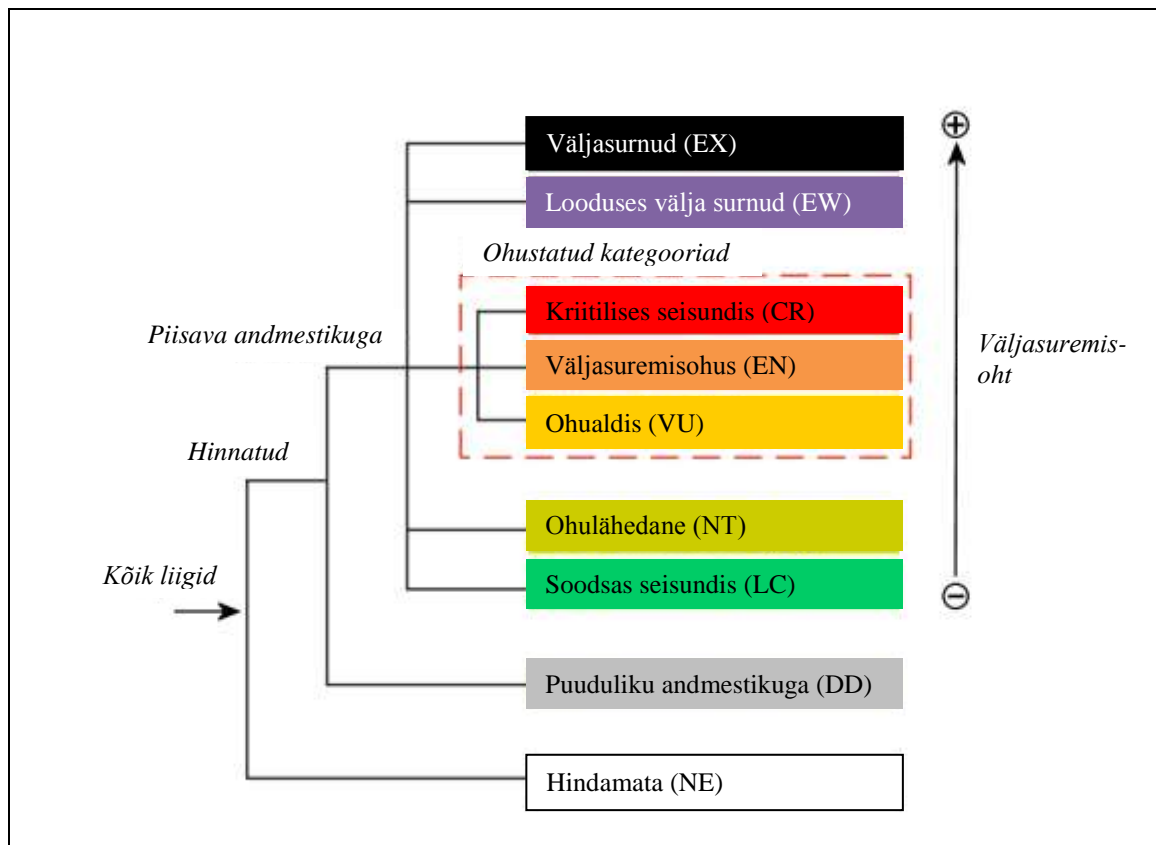 Väljasurnud (EX)
Looduses välja surnud (EW)
Ohustatud kategooriad
Kriitilises seisundis (CR)
Piisava andmestikuga
Väljasuremisohus (EN)
Väljasuremis-
oht
Ohualdis (VU)
Hinnatud
Ohulähedane (NT)
Kõik liigid
Soodsas seisundis (LC)
Puuduliku andmestikuga (DD)
Hindamata (NE)